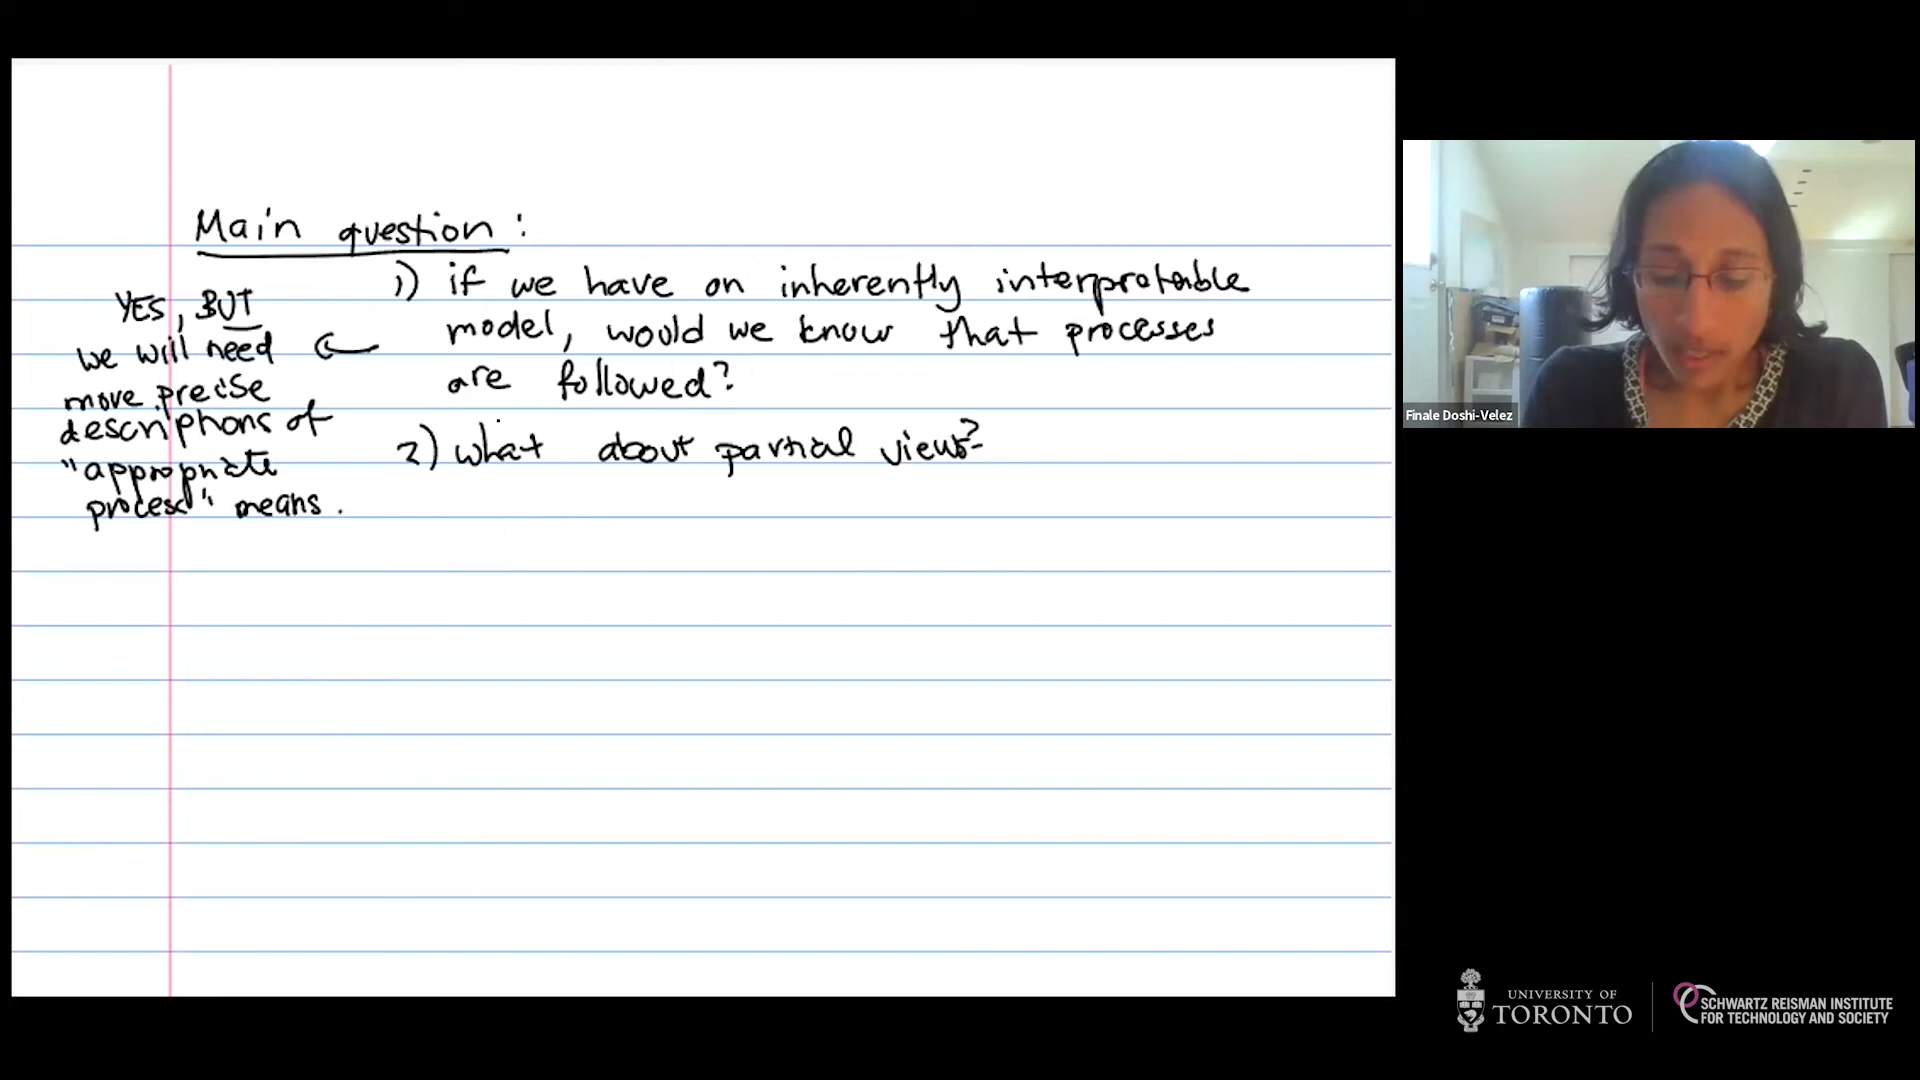 Main question:
1) if we have an inherently interpretable
model, would we know that processes
are followed?
2) what about partial views?
YES, BUT
we will need
more precise
descriptions of
"appropriate
process" means.
Finale Doshi-Velez
UNIVERSITY OF
TORONTO
SCHWARTZ REISMAN INSTITUTE
FOR TECHNOLOGY AND SOCIETY